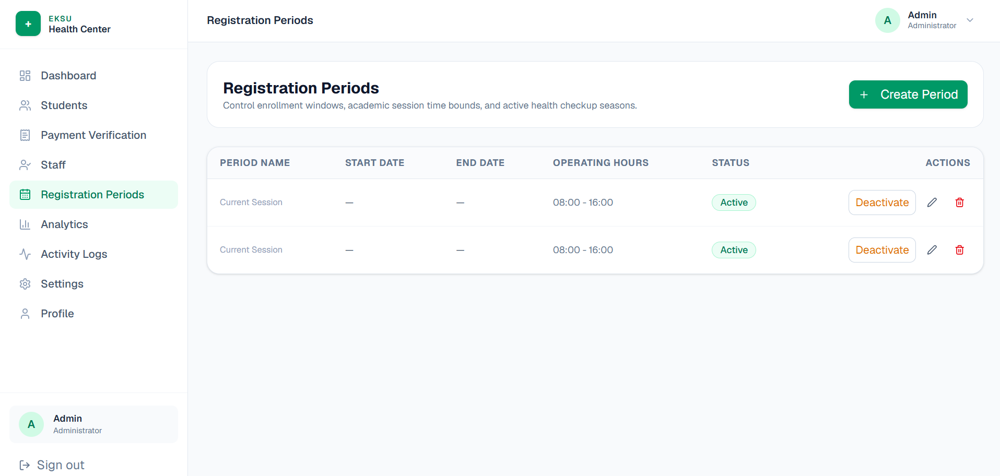 EKSU
Health Center
Dashboard
Students
Payment Verification
Staff
Registration Periods
Analytics
Activity Logs
Settings
Profile
A
Admin
Administrator
Sign out
Registration Periods
A
Admin
Administrator
Registration Periods
Control enrollment windows, academic session time bounds, and active health checkup seasons.
+ Create Period
PERIOD NAME START DATE END DATE OPERATING HOURS STATUS ACTIONS
Current Session — — 08:00 - 16:00 Active Deactivate
Current Session — — 08:00 - 16:00 Active Deactivate